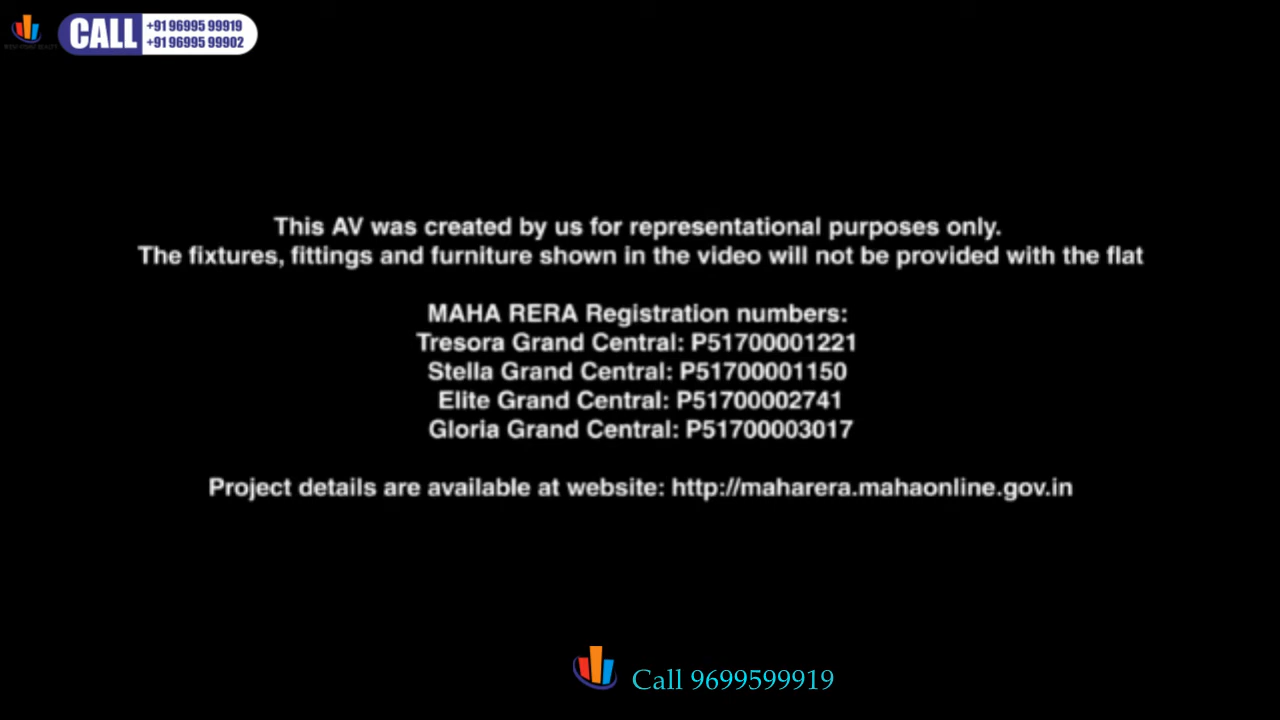 CALL
+91 96995 99919
+91 96995 99902
This AV was created by us for representational purposes only.
The fixtures, fittings and furniture shown in the video will not be provided with the flat
MAHA RERA Registration numbers:
Tresora Grand Central: P51700001221
Stella Grand Central: P51700001150
Elite Grand Central: P51700002741
Gloria Grand Central: P51700003017
Project details are available at website: http://maharera.mahaonline.gov.in
Call 9699599919